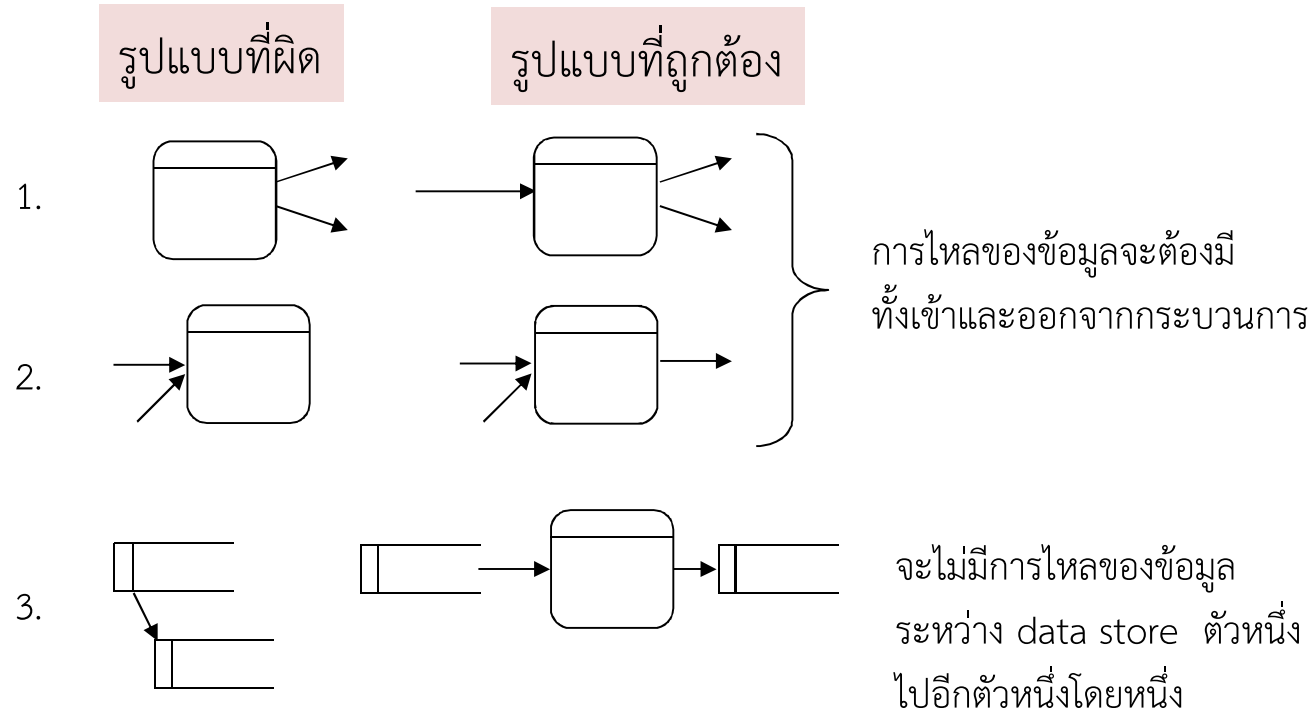 รูปแบบที่ผิด
รูปแบบที่ถูกต้อง
1.
การไหลของข้อมูลจะต้องมี
ทั้งเข้าและออกจากกระบวนการ
2.
3.
จะไม่มีการไหลของข้อมูล
ระหว่าง data store ตัวหนึ่ง
ไปอีกตัวหนึ่งโดยหนึ่ง